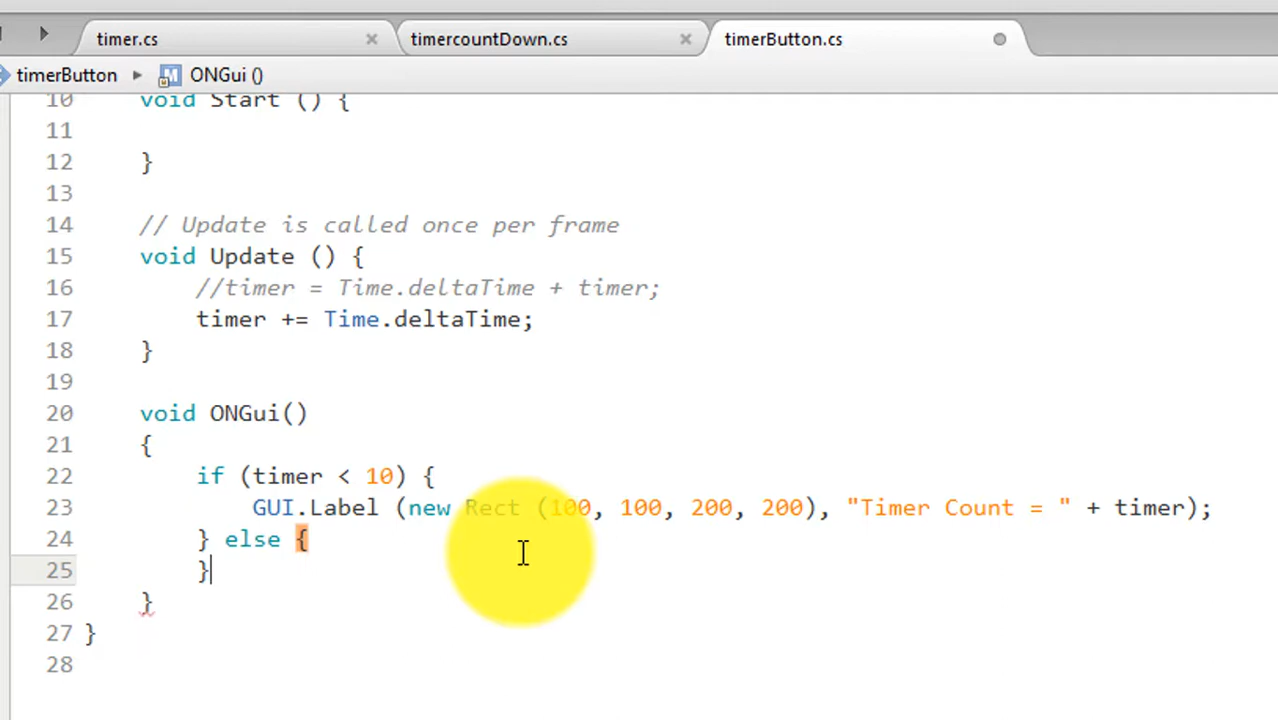 timer.cs
timercountDown.cs
timerButton.cs
timerButton ONGui ()
10 void Start () {
11
12 }
13
14 // Update is called once per frame
15 void Update () {
16 //timer = Time.deltaTime + timer;
17 timer += Time.deltaTime;
18 }
19
20 void ONGui()
21 {
22 if (timer < 10) {
23 GUI.Label (new Rect (100, 100, 200, 200), "Timer Count = " + timer);
24 } else {
25 }
26 }
27 }
28